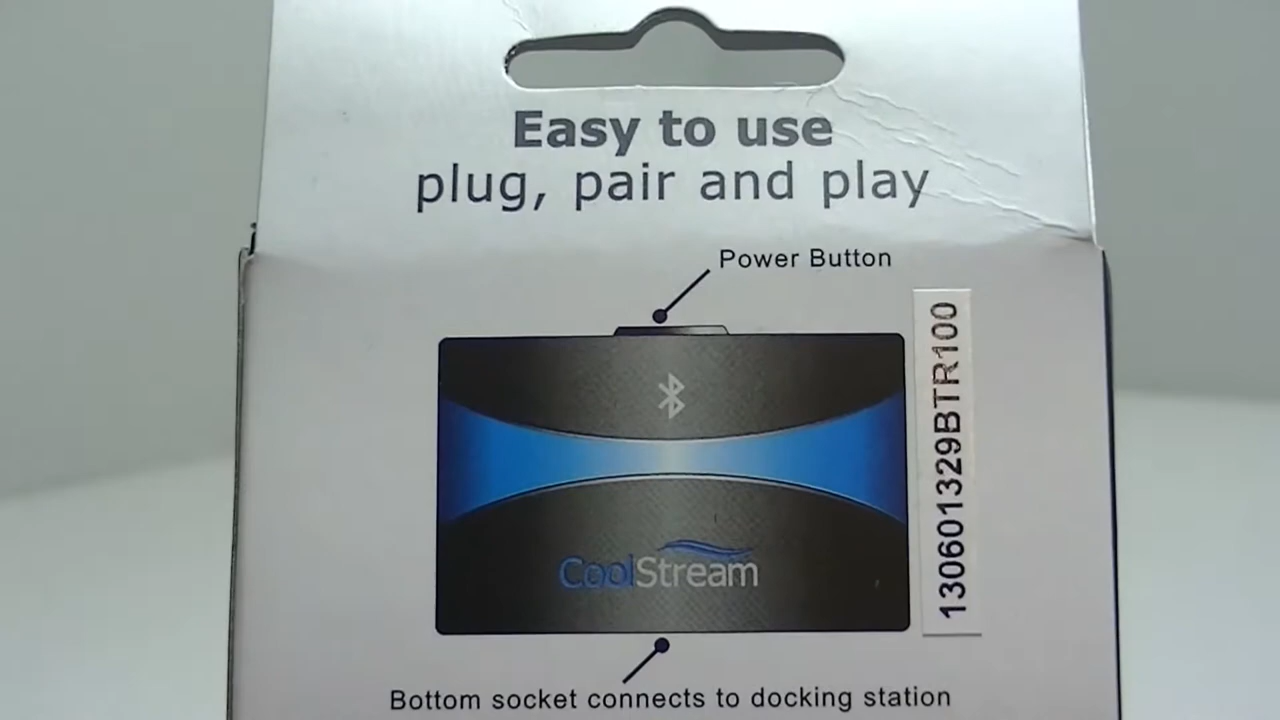 Easy to use
plug, pair and play
Power Button
130601329BTR100
CoolStream
Bottom socket connects to docking station